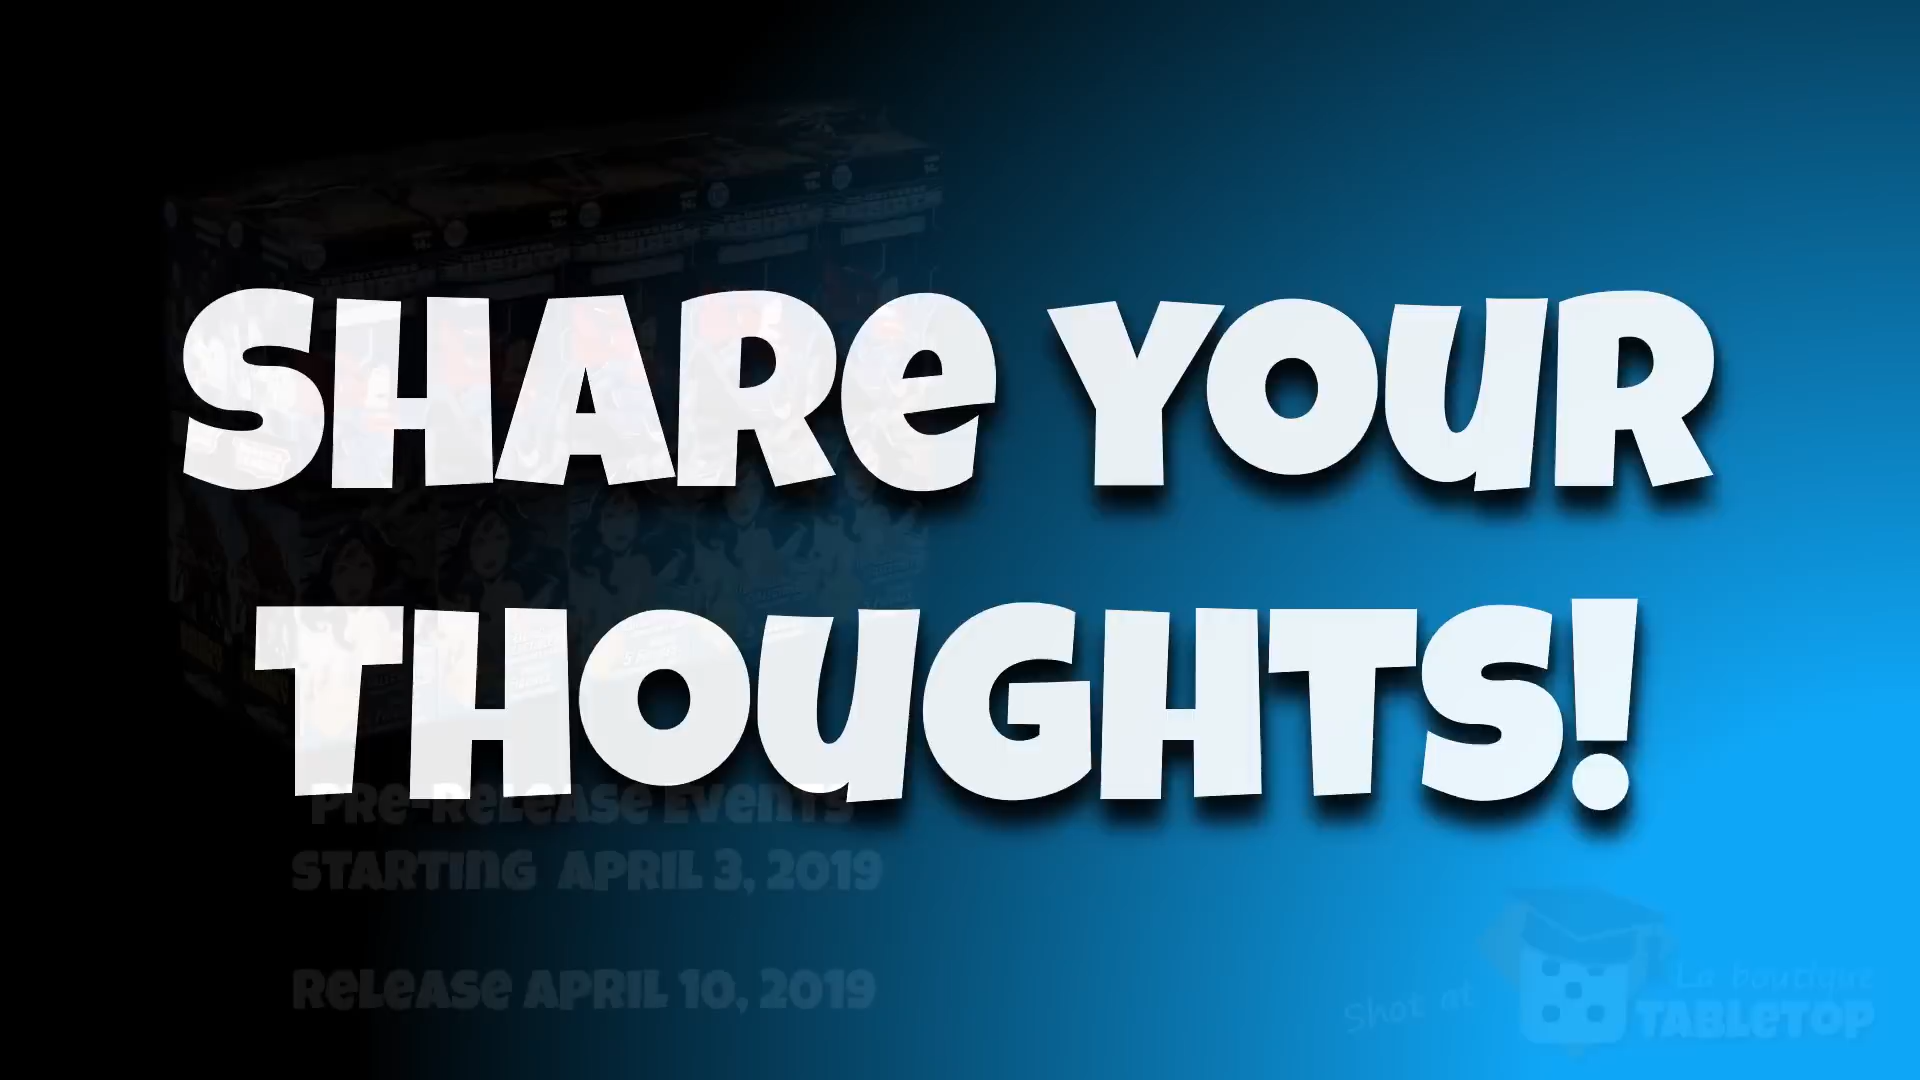 SHARE YOUR
THOUGHTS!
Pre-Release Events
Starting April 3, 2019
Release April 10, 2019
Shot at
La boutique
TABLETOP